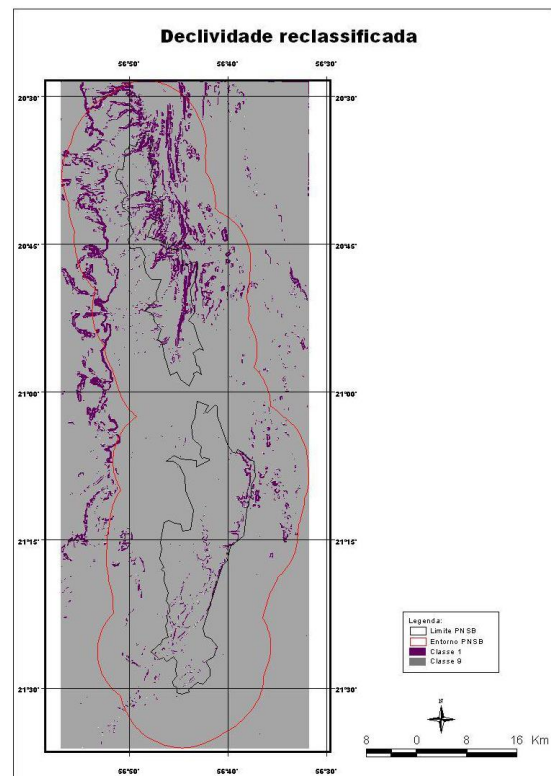 Declividade reclassificada
56°50' 56°40' 56°30'
20°30' 20°30'
20°45' 20°45'
21°00' 21°00'
21°15' 21°15'
21°30' 21°30'
56°50' 56°40' 56°30'
Legenda:
Limite PNSB
Entorno PNSB
Classe 1
Classe 9
N
8 0 8 16 Km